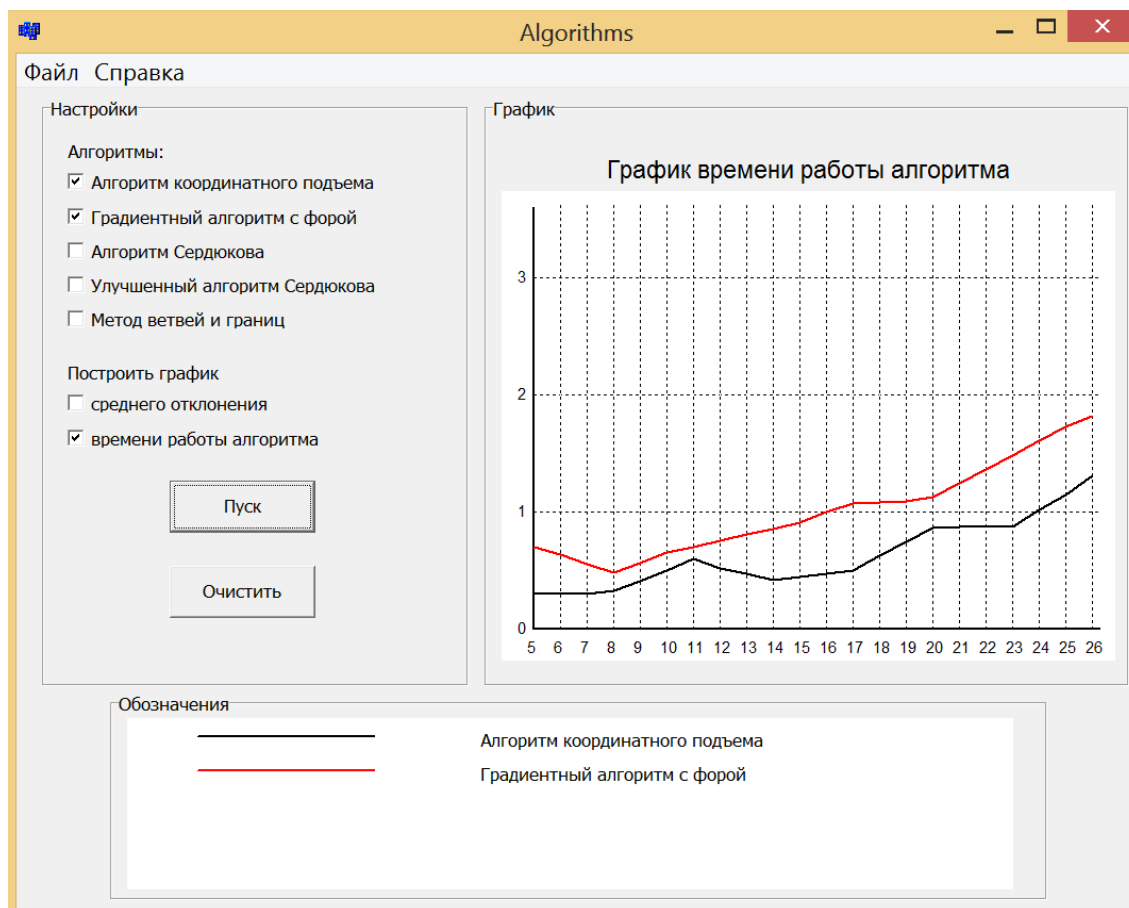 Algorithms
Файл Справка
Настройки
Алгоритмы:
Алгоритм координатного подъема
Градиентный алгоритм с форой
Алгоритм Сердюкова
Улучшенный алгоритм Сердюкова
Метод ветвей и границ
Построить график
среднего отклонения
времени работы алгоритма
Пуск
Очистить
График
График времени работы алгоритма
3
2
1
0
5 6 7 8 9 10 11 12 13 14 15 16 17 18 19 20 21 22 23 24 25 26
Обозначения
Алгоритм координатного подъема
Градиентный алгоритм с форой